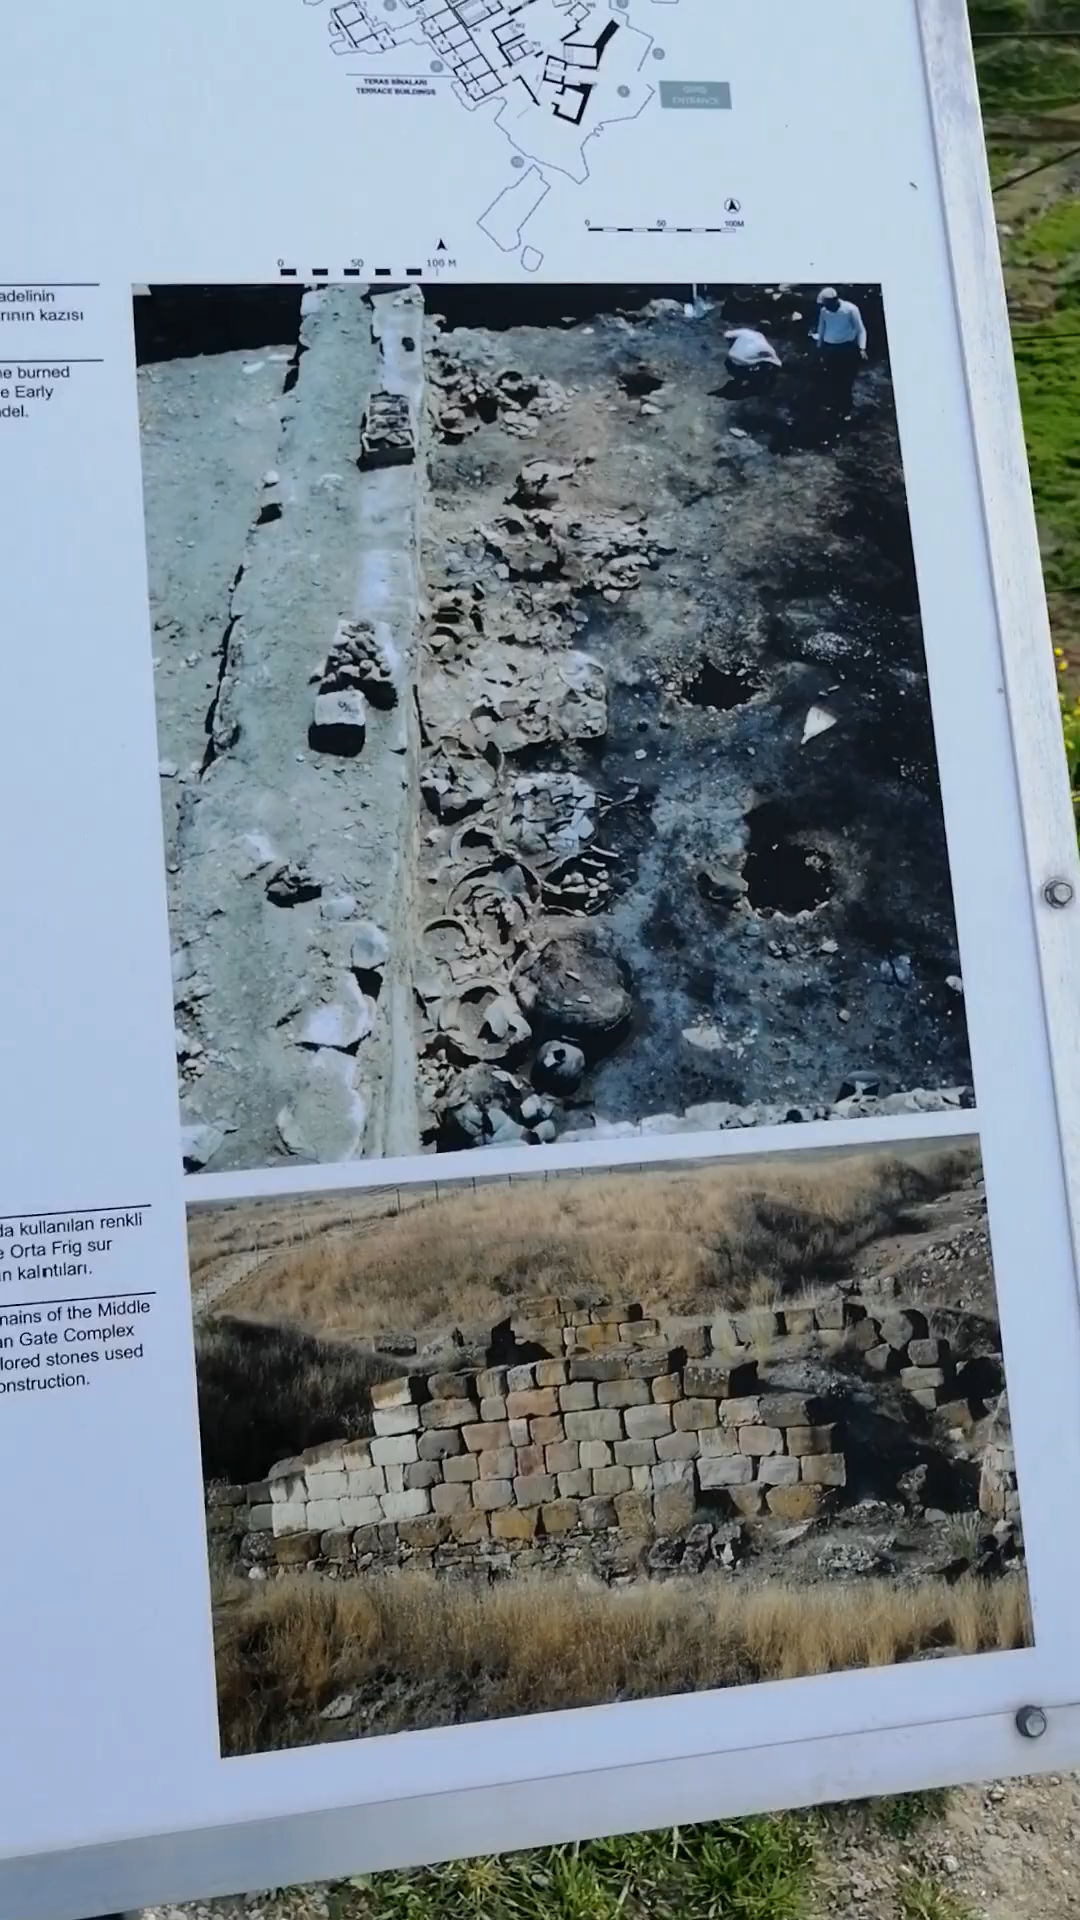 TERAS BİNALARI
TERRACE BUILDINGS
GİRİŞ
ENTRANCE
0 50 100M
0 50 100 M
adelinin
rının kazısı
ne burned
e Early
del.
da kullanılan renkli
e Orta Frig sur
n kalıntıları.
mains of the Middle
an Gate Complex
lored stones used
onstruction.